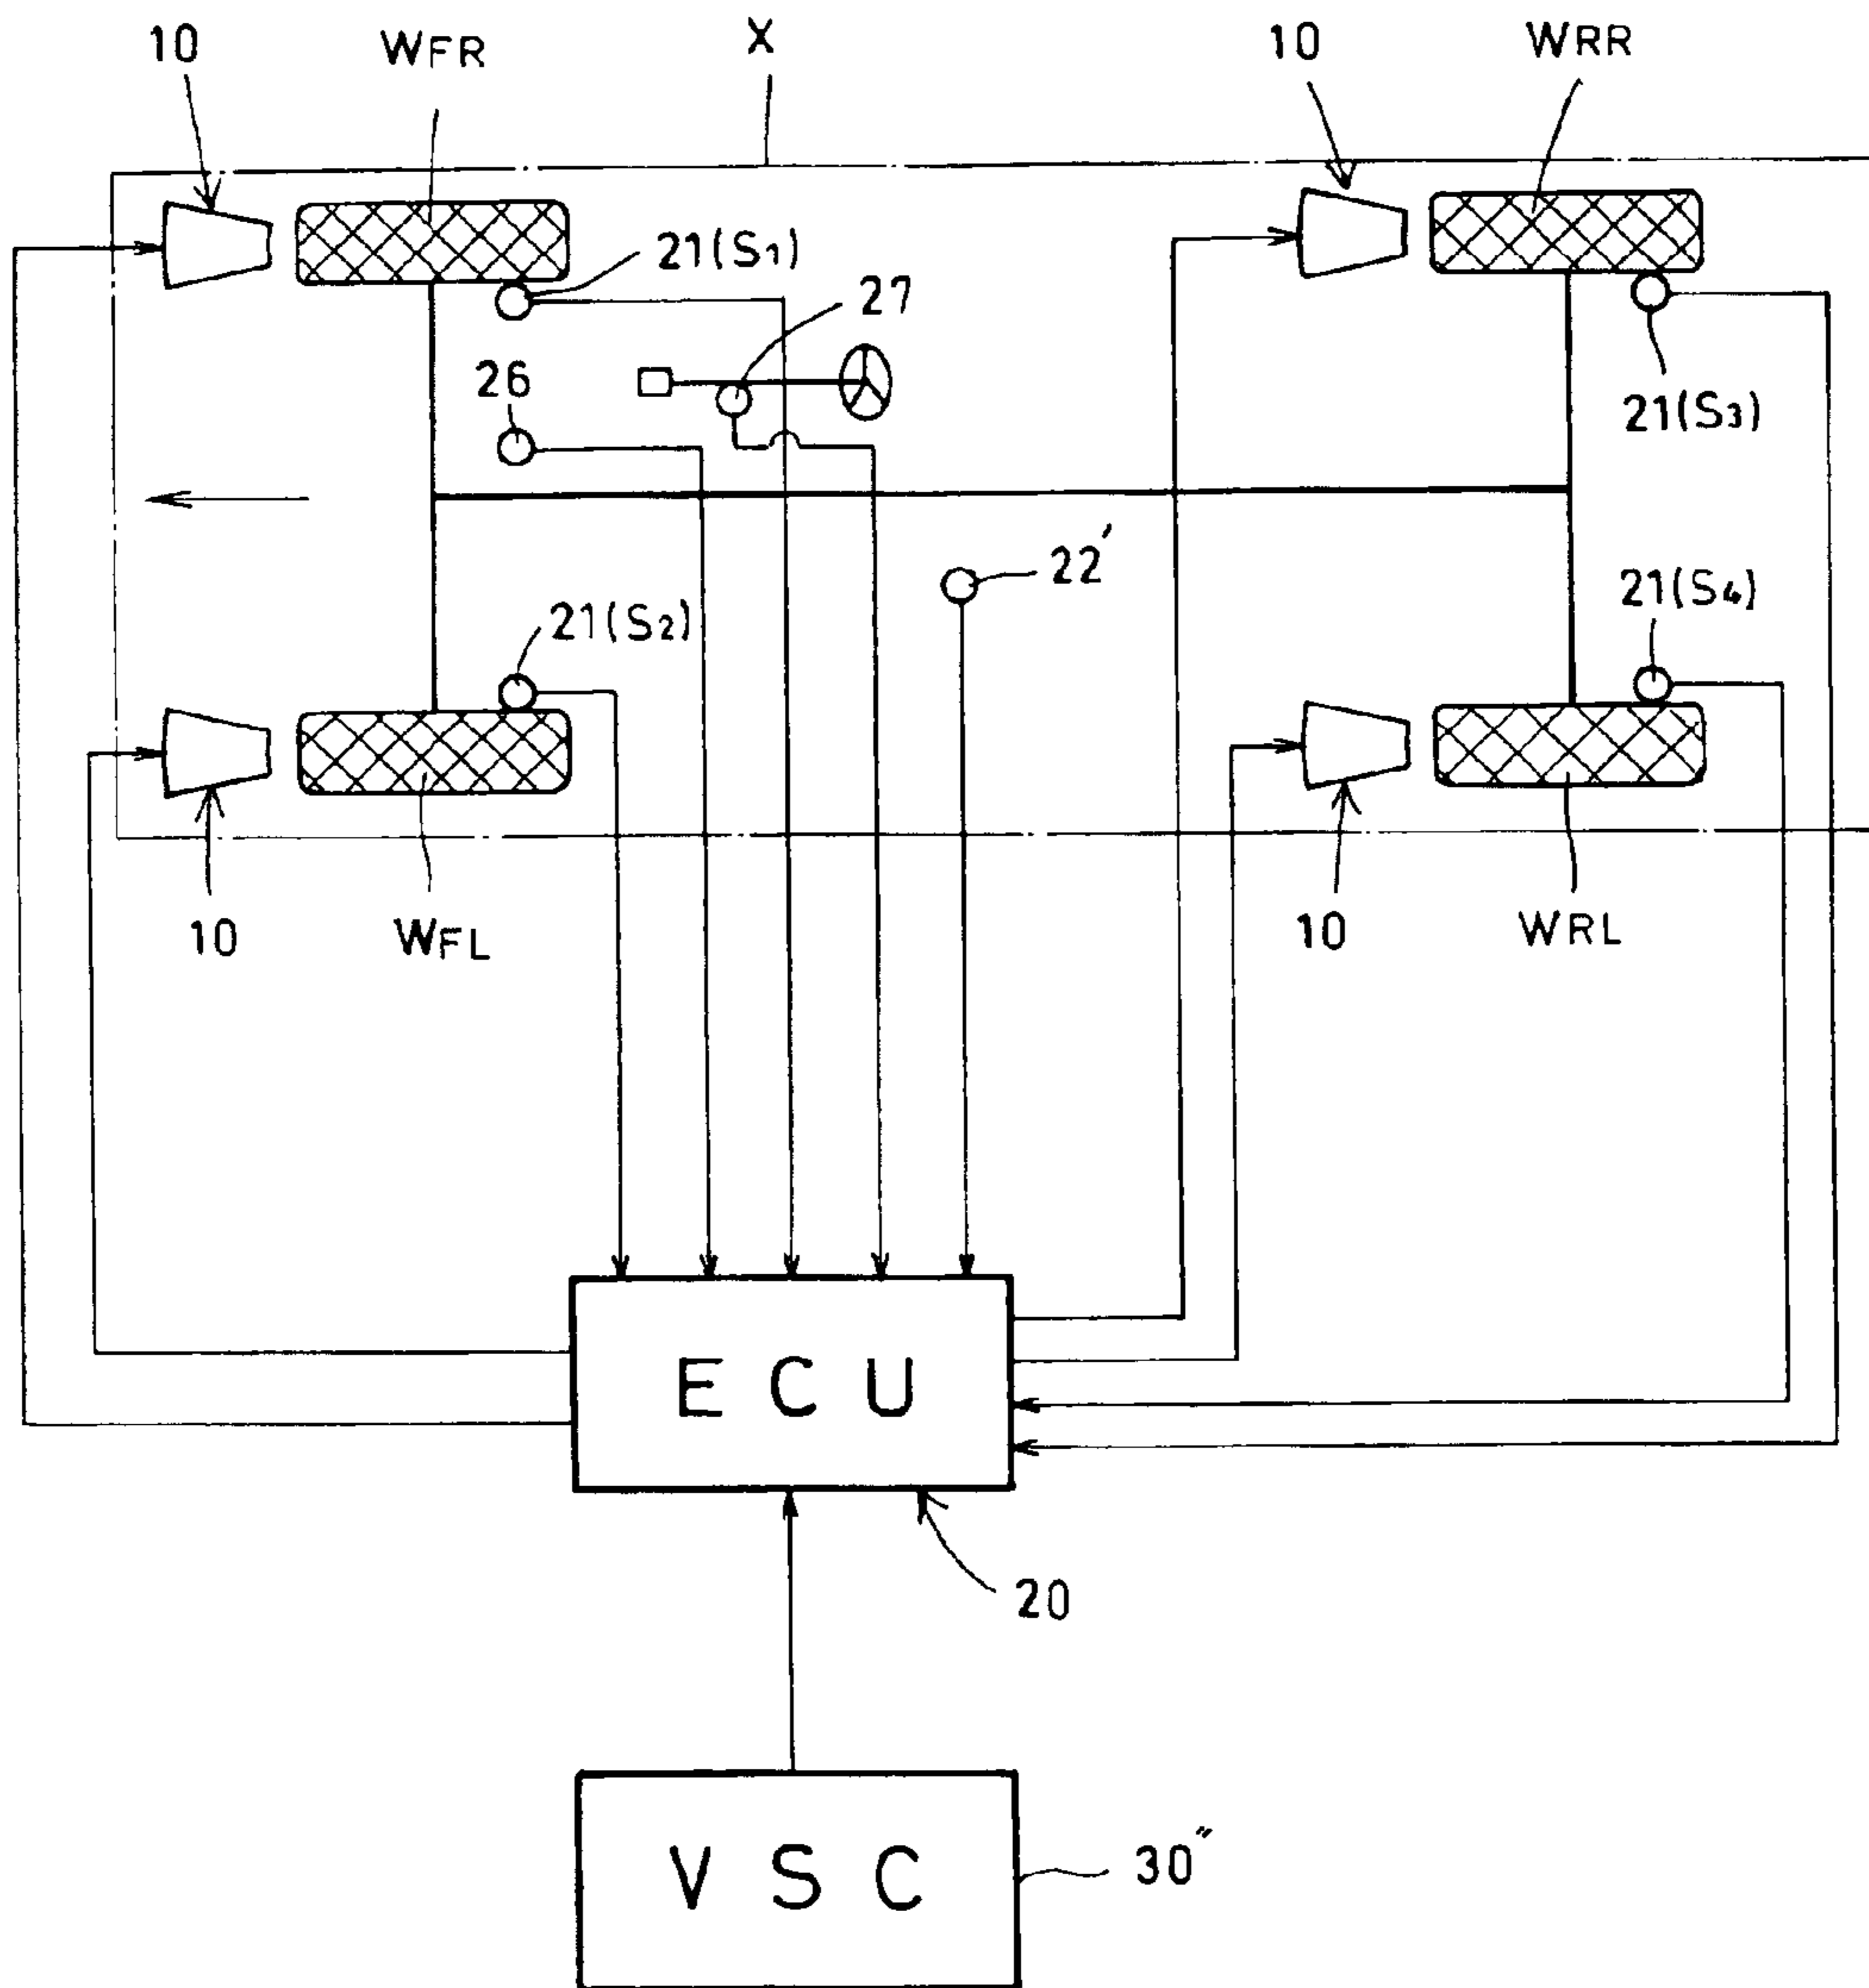 10 WFR X 10 WRR
21(S1)
27
26
21(S3)
22'
21(S2)
21(S4)
10 WFL 10 WRL
ECU
20
VSC
30"